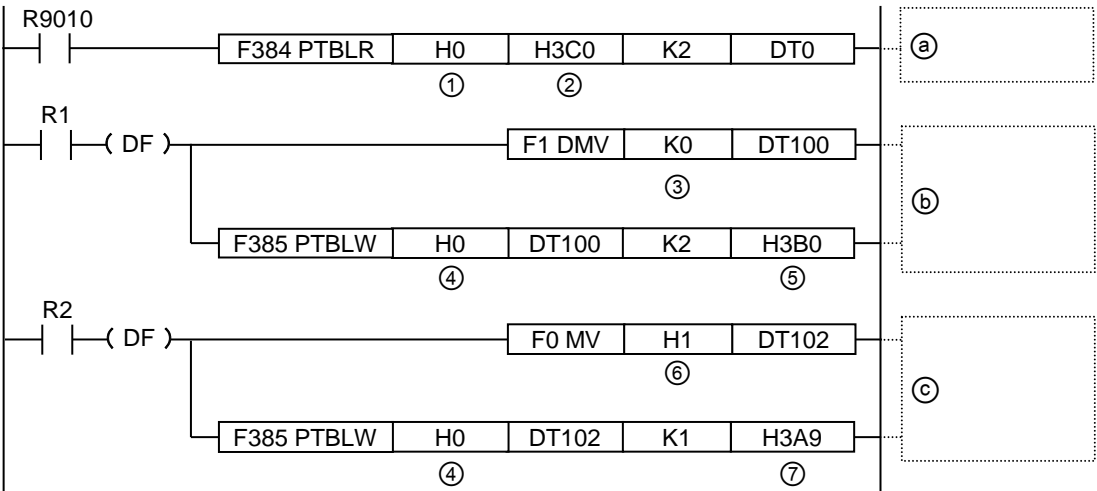 R9010
F384 PTBLR H0 H3C0 K2 DT0 ⓐ
① ②
R1
( DF ) F1 DMV K0 DT100
③
ⓑ
F385 PTBLW H0 DT100 K2 H3B0
④ ⑤
R2
( DF ) F0 MV H1 DT102
⑥
ⓒ
F385 PTBLW H0 DT102 K1 H3A9
④ ⑦